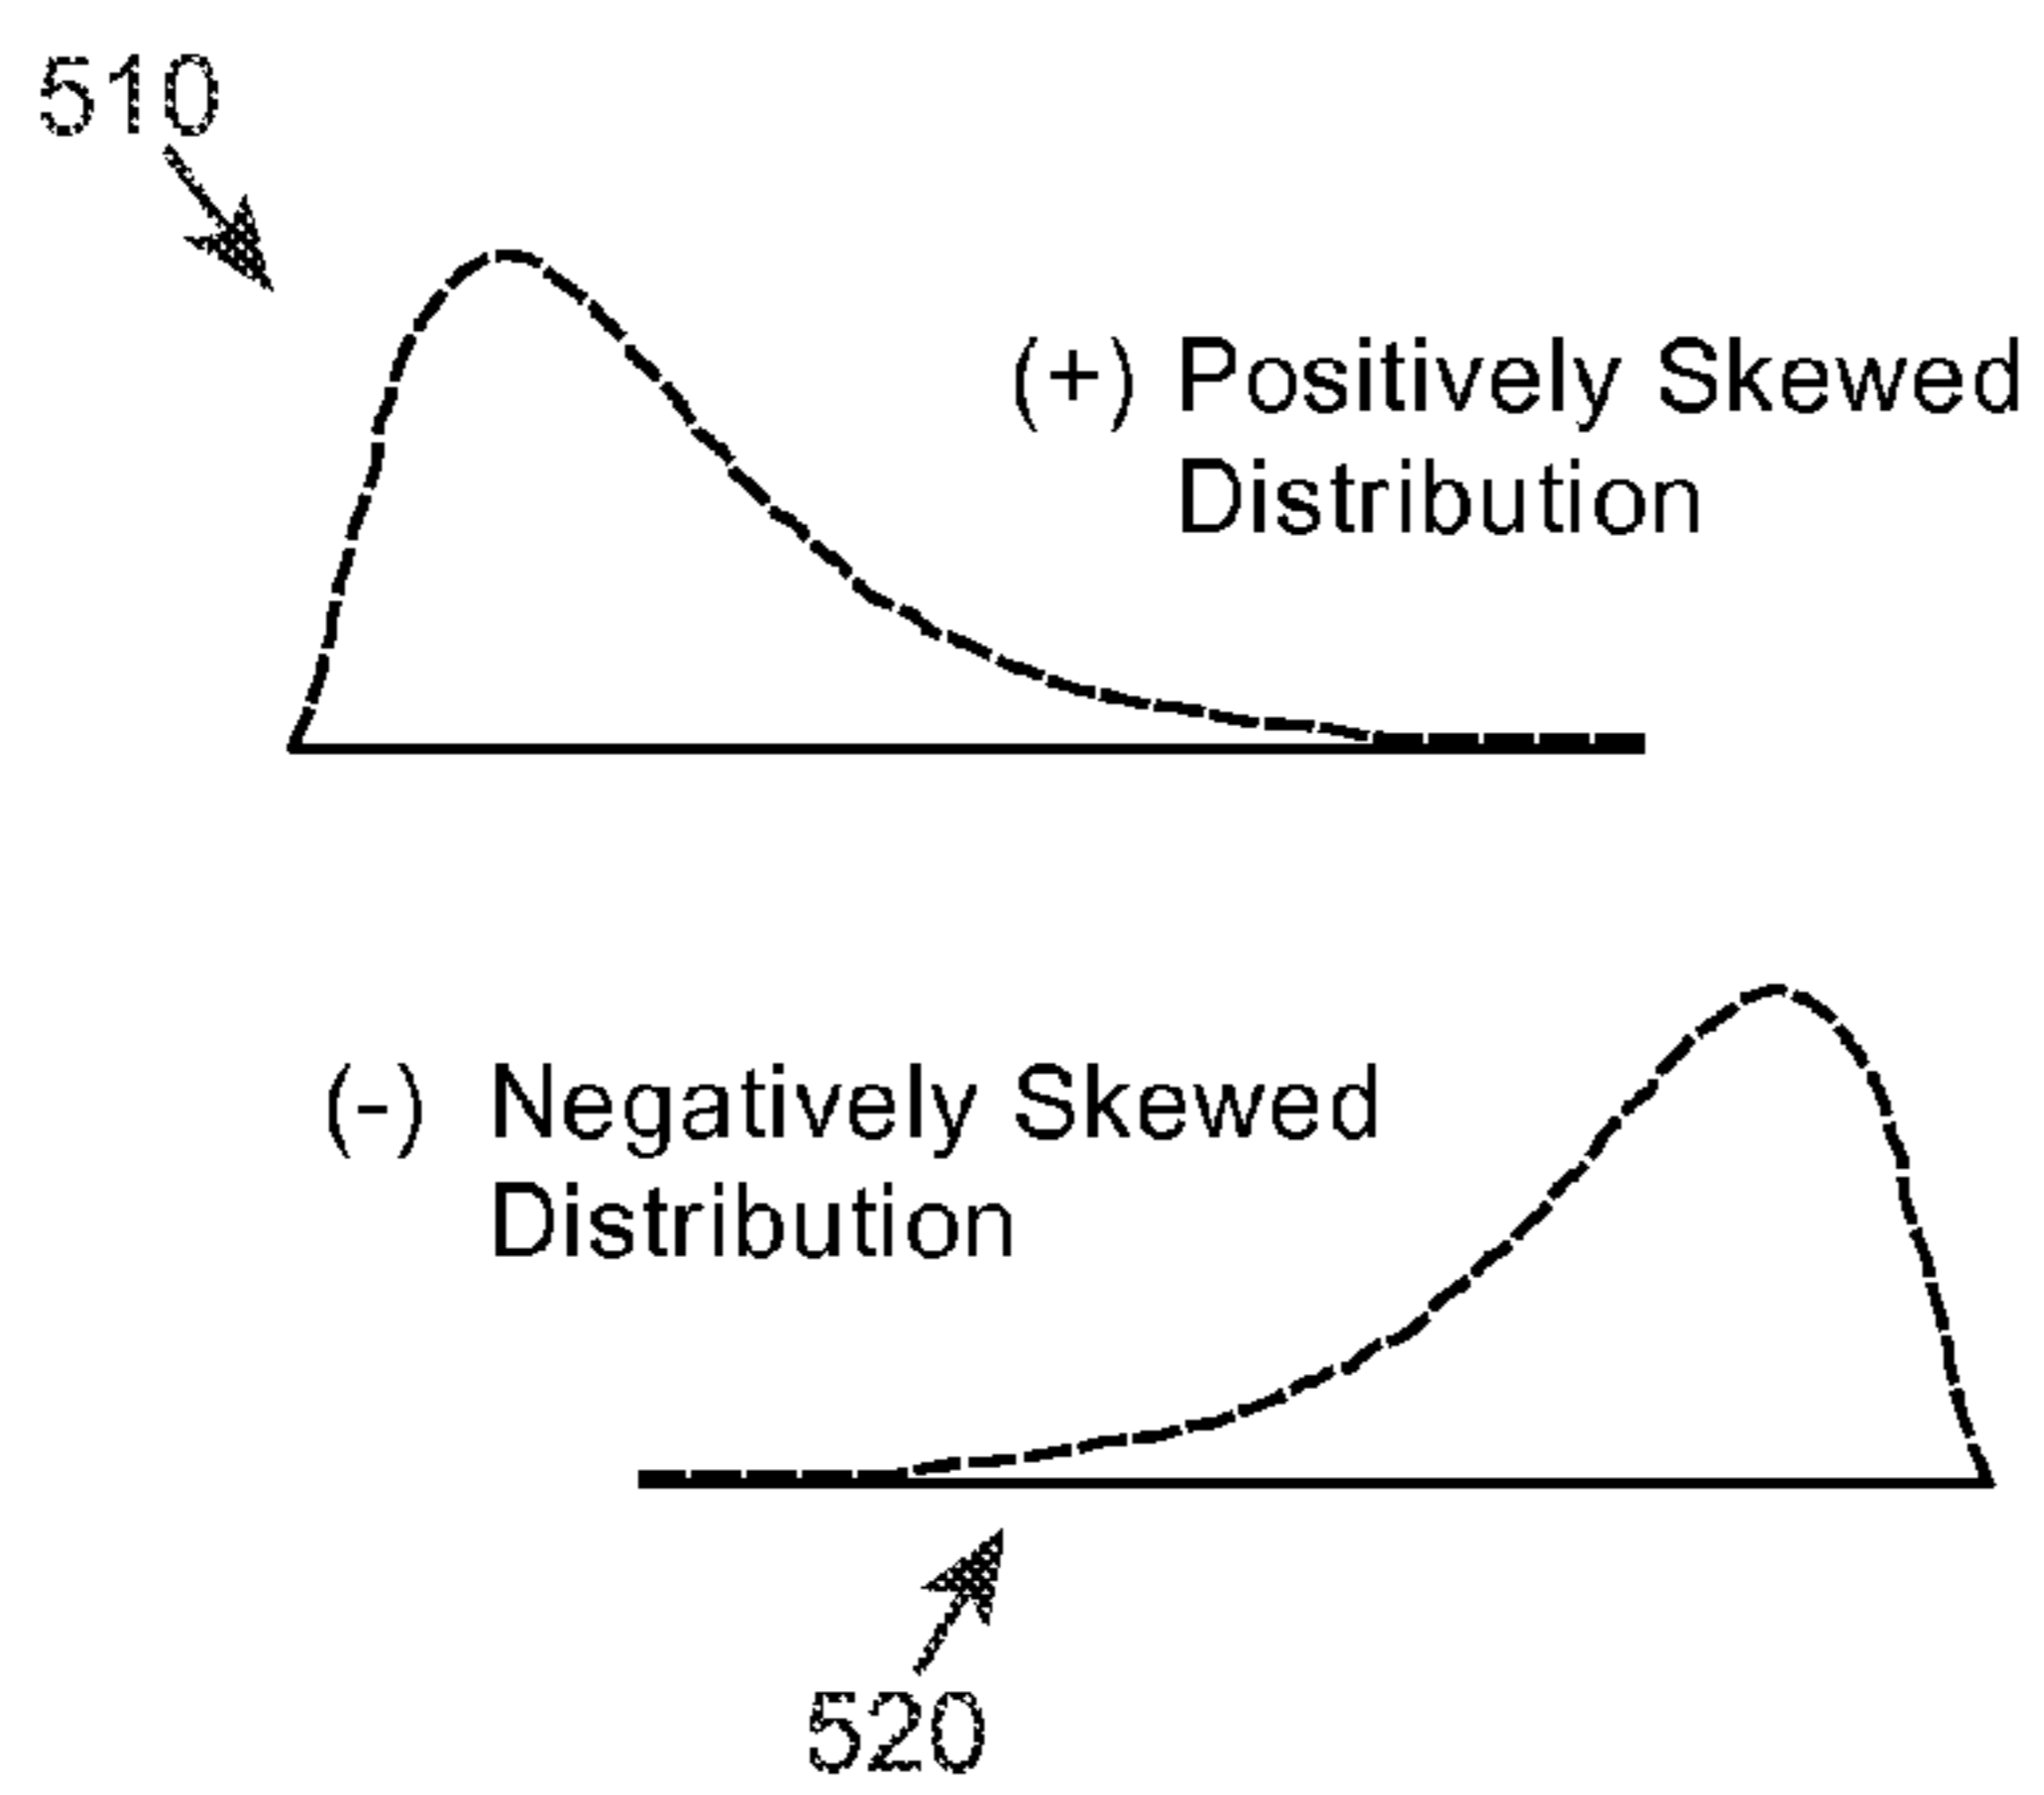 510
(+) Positively Skewed
Distribution
(-) Negatively Skewed
Distribution
520